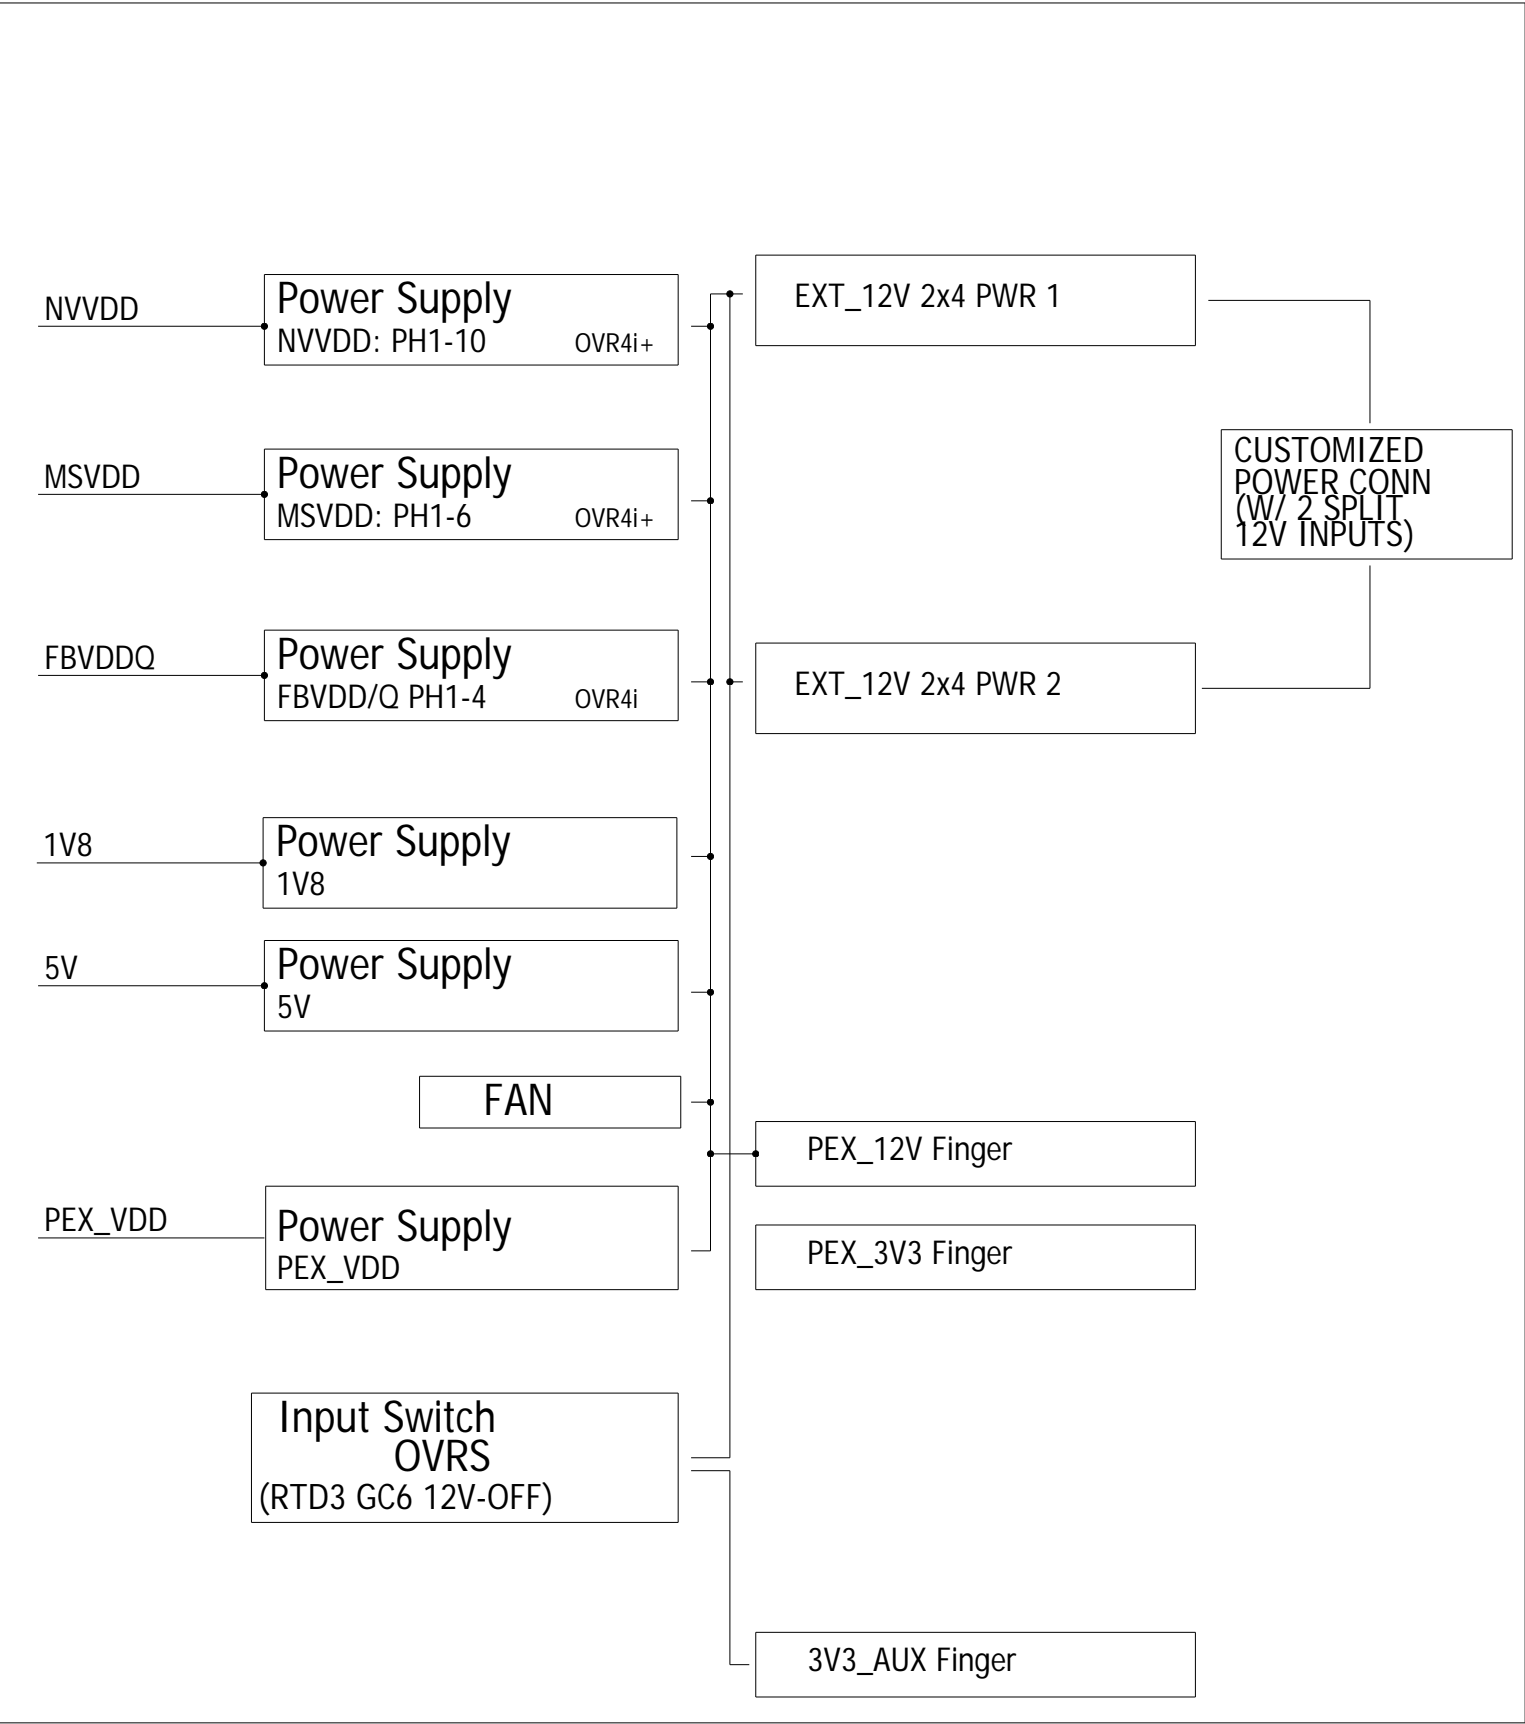 NVVDD
Power Supply
NVVDD: PH1-10 OVR4i+
EXT_12V 2x4 PWR 1
MSVDD
Power Supply
MSVDD: PH1-6 OVR4i+
CUSTOMIZED
POWER CONN
(W/ 2 SPLIT
12V INPUTS)
FBVDDQ
Power Supply
FBVDD/Q PH1-4 OVR4i
EXT_12V 2x4 PWR 2
1V8
Power Supply
1V8
5V
Power Supply
5V
FAN
PEX_12V Finger
PEX_VDD
Power Supply
PEX_VDD
PEX_3V3 Finger
Input Switch
OVRS
(RTD3 GC6 12V-OFF)
3V3_AUX Finger